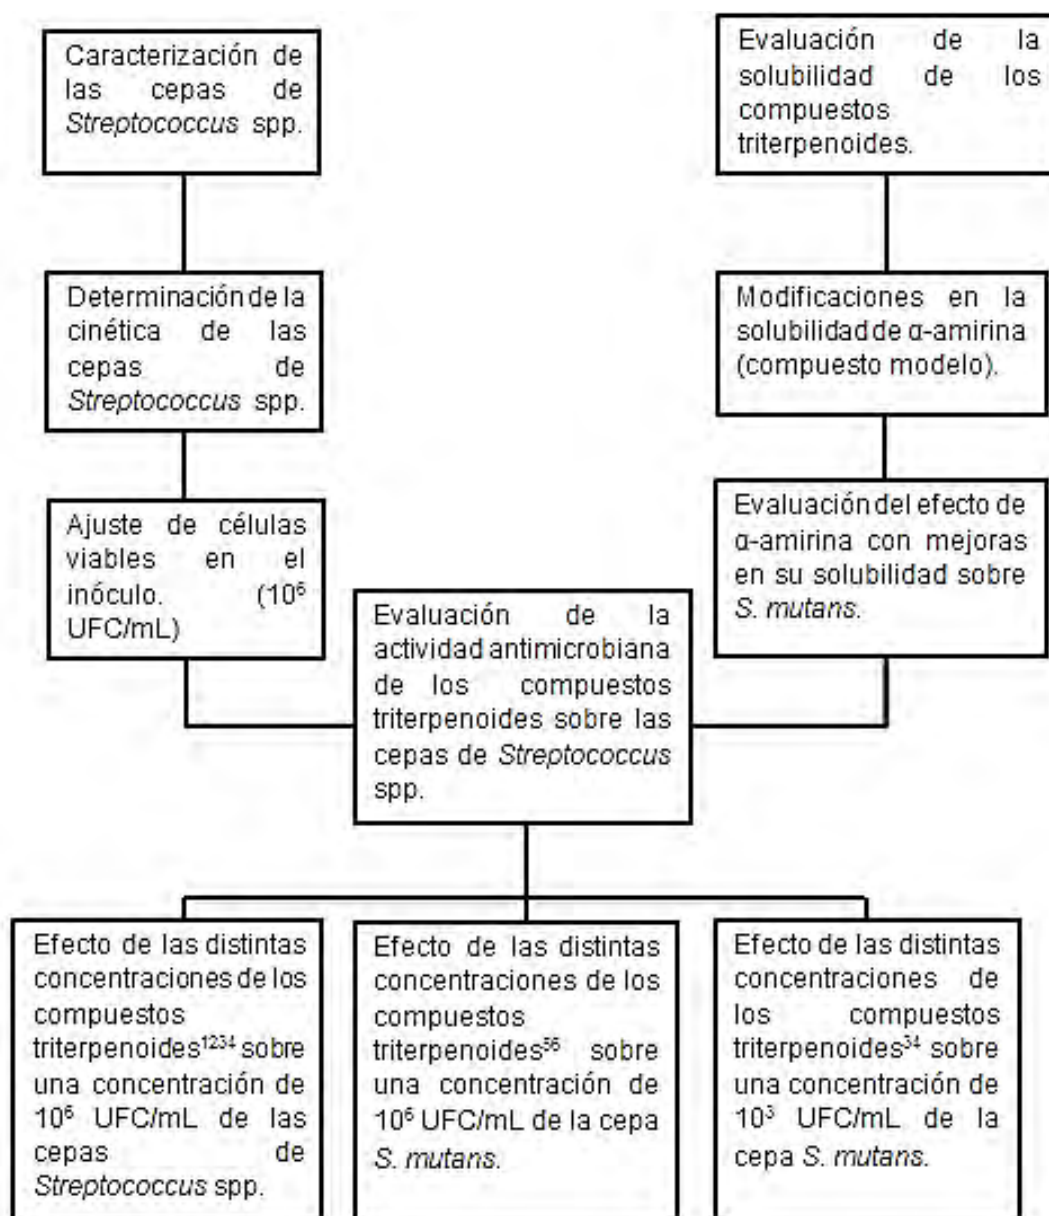 Caracterización de
las cepas de
Streptococcus spp.
Determinación de la
cinética de las
cepas de
Streptococcus spp.
Ajuste de células
viables en el
inóculo. (10⁶
UFC/mL)
Evaluación de la
solubilidad de los
compuestos
triterpenoides.
Modificaciones en la
solubilidad de α-amirina
(compuesto modelo).
Evaluación del efecto de
α-amirina con mejoras
en su solubilidad sobre
S. mutans.
Evaluación de la
actividad antimicrobiana
de los compuestos
triterpenoides sobre las
cepas de Streptococcus
spp.
Efecto de las distintas
concentraciones de los
compuestos
triterpenoides¹²³⁴ sobre
una concentración de
10⁶ UFC/mL de las
cepas de
Streptococcus spp.
Efecto de las distintas
concentraciones de los
compuestos
triterpenoides⁵⁶ sobre
una concentración de
10⁶ UFC/mL de la cepa
S. mutans.
Efecto de las distintas
concentraciones de
los compuestos
triterpenoides³⁴ sobre
una concentración de
10³ UFC/mL de la
cepa S. mutans.